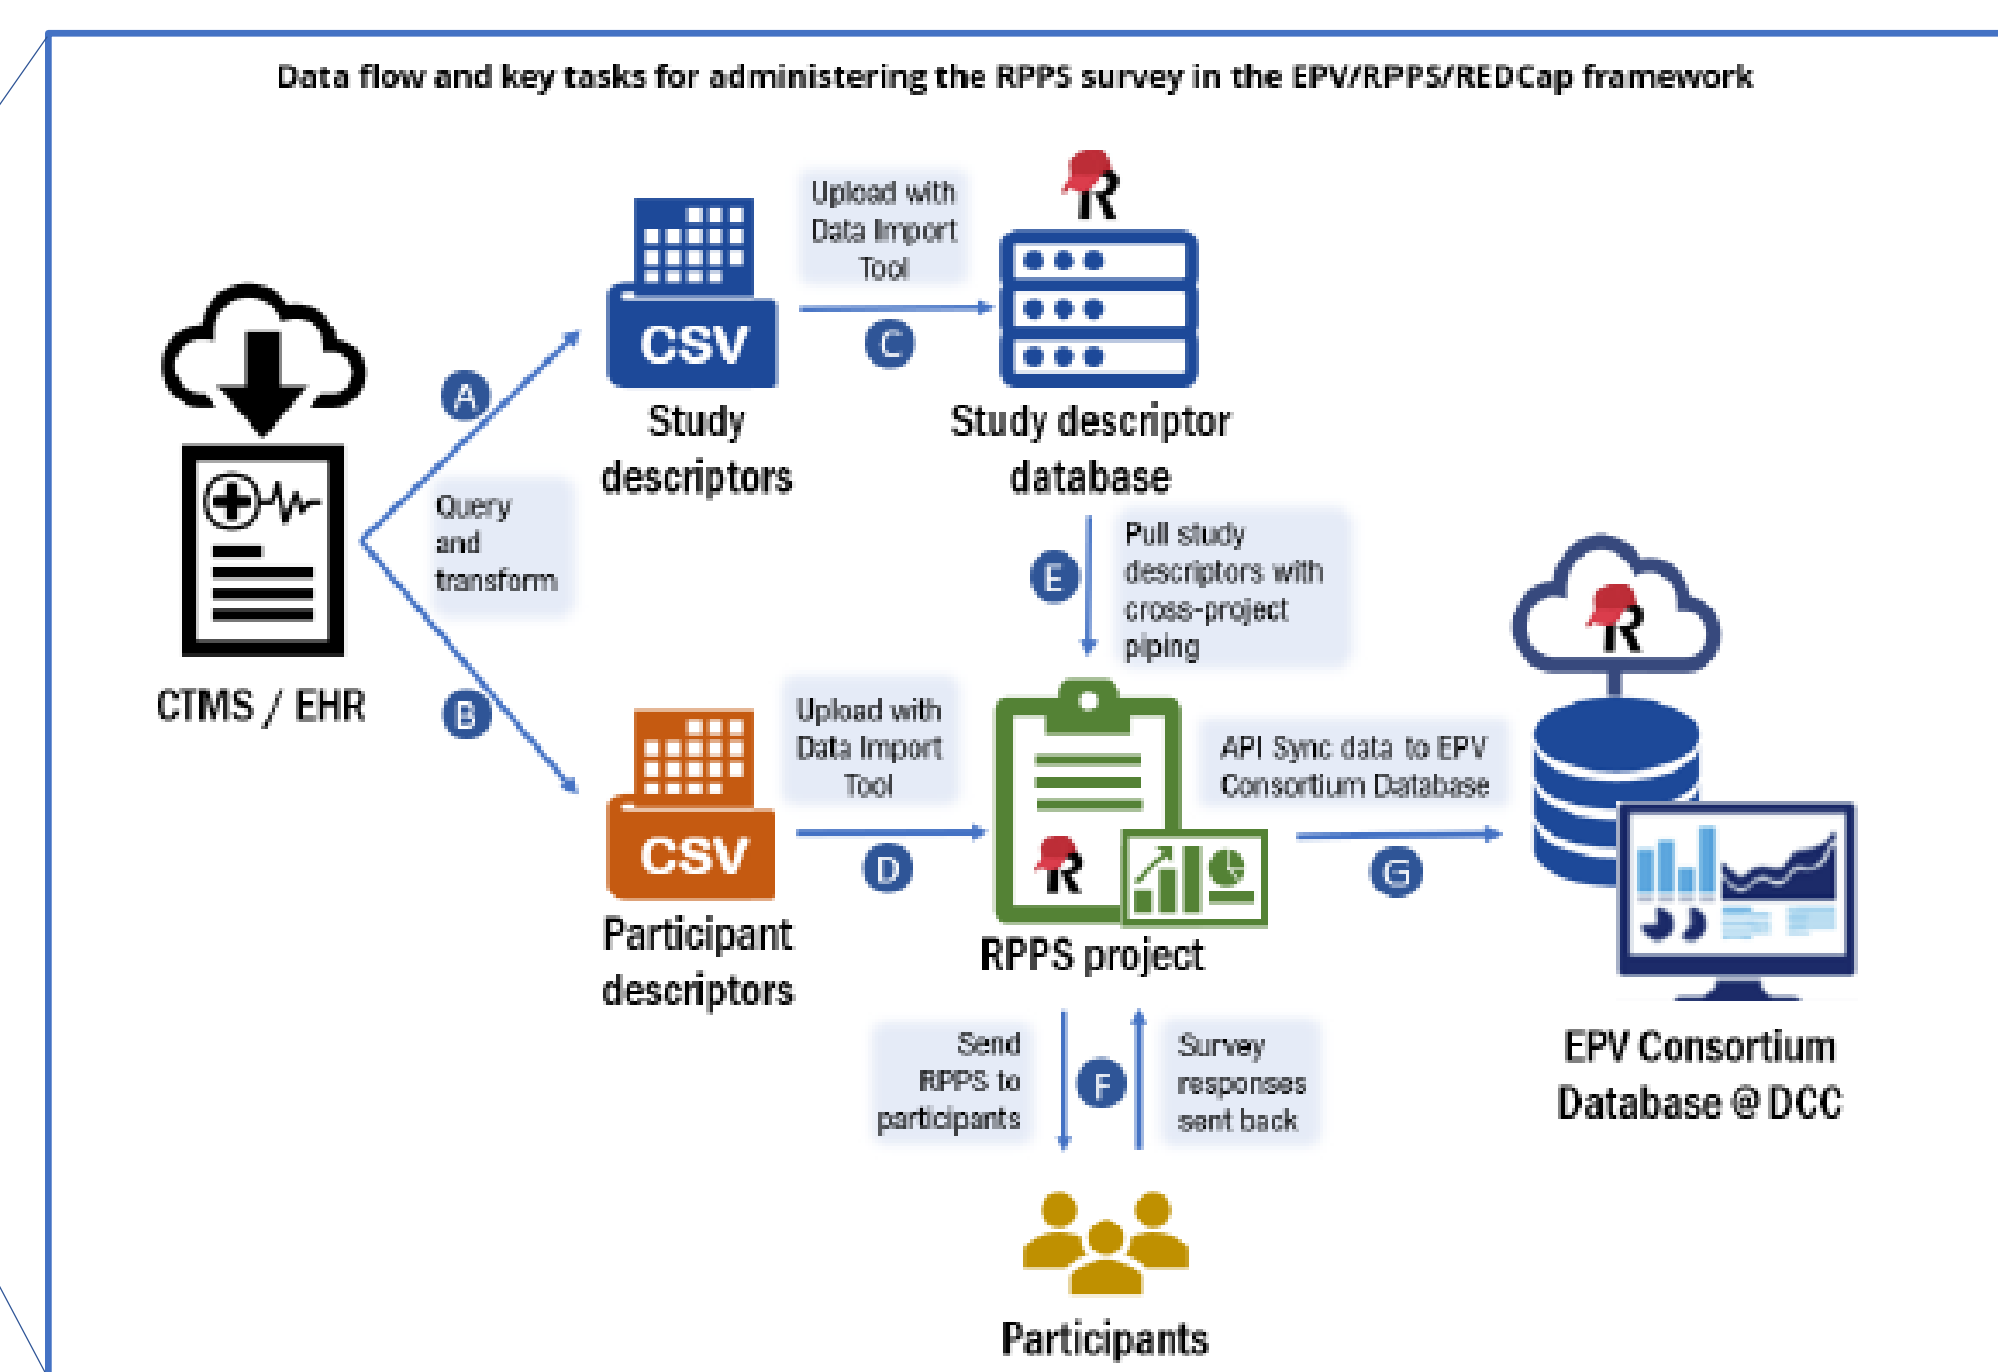 Data flow and key tasks for administering the RPPS survey in the EPV/RPPS/REDCap framework
Upload with
Data Import
Tool
R
CSV
C
A
Study
descriptors
Study descriptor
database
Query
and
transform
E
Pull study
descriptors with
cross-project
piping
R
CTMS / EHR
B
Upload with
Data Import
Tool
API Sync data to EPV
Consortium Database
CSV
D
R
G
Participant
descriptors
RPPS project
Send
RPPS to
participants
F
Survey
responses
sent back
EPV Consortium
Database @ DCC
Participants